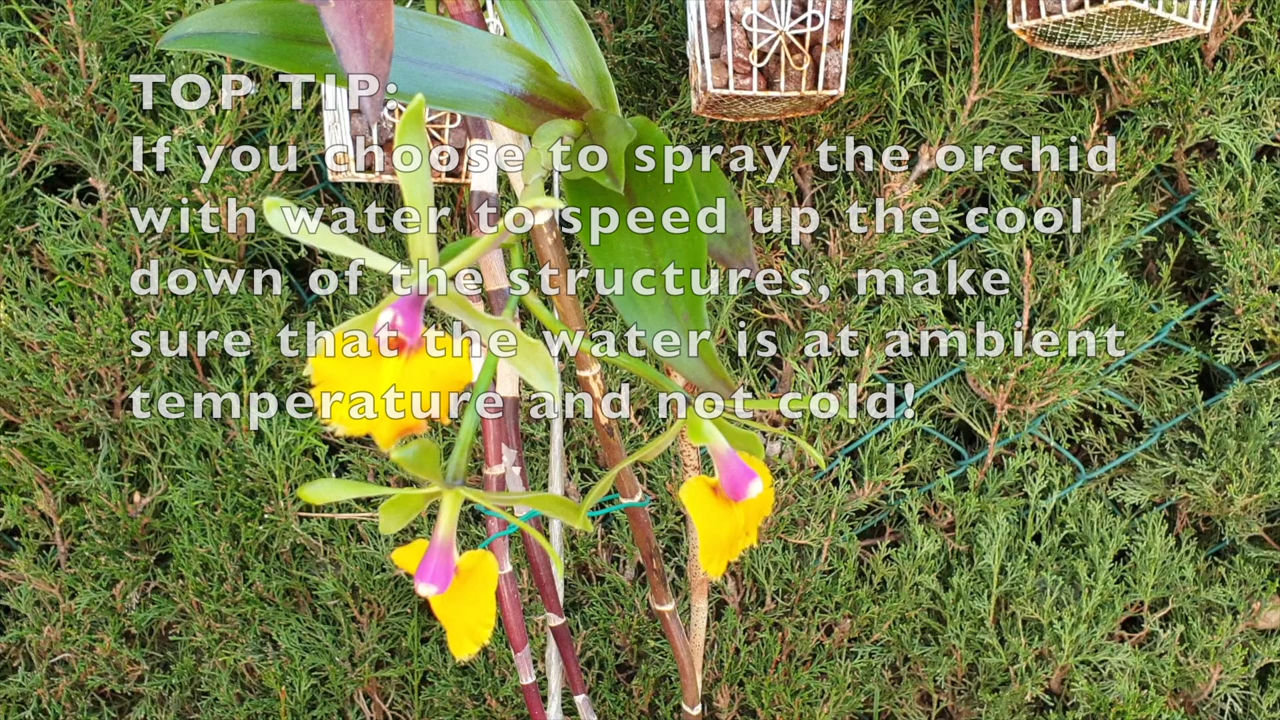 TOP TIP:
If you choose to spray the orchid
with water to speed up the cool
down of the structures, make
sure that the water is at ambient
temperature and not cold!